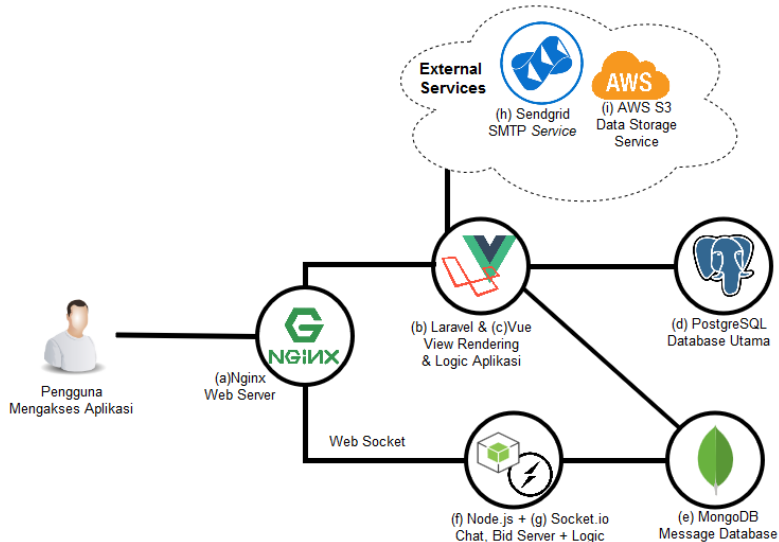 External
Services
AWS
(h) Sendgrid
SMTP Service
(i) AWS S3
Data Storage
Service
(b) Laravel & (c)Vue
View Rendering
& Logic Aplikasi
(d) PostgreSQL
Database Utama
NGiNX
(a)Nginx
Web Server
Pengguna
Mengakses Aplikasi
Web Socket
(f) Node.js + (g) Socket.io
Chat, Bid Server + Logic
(e) MongoDB
Message Database